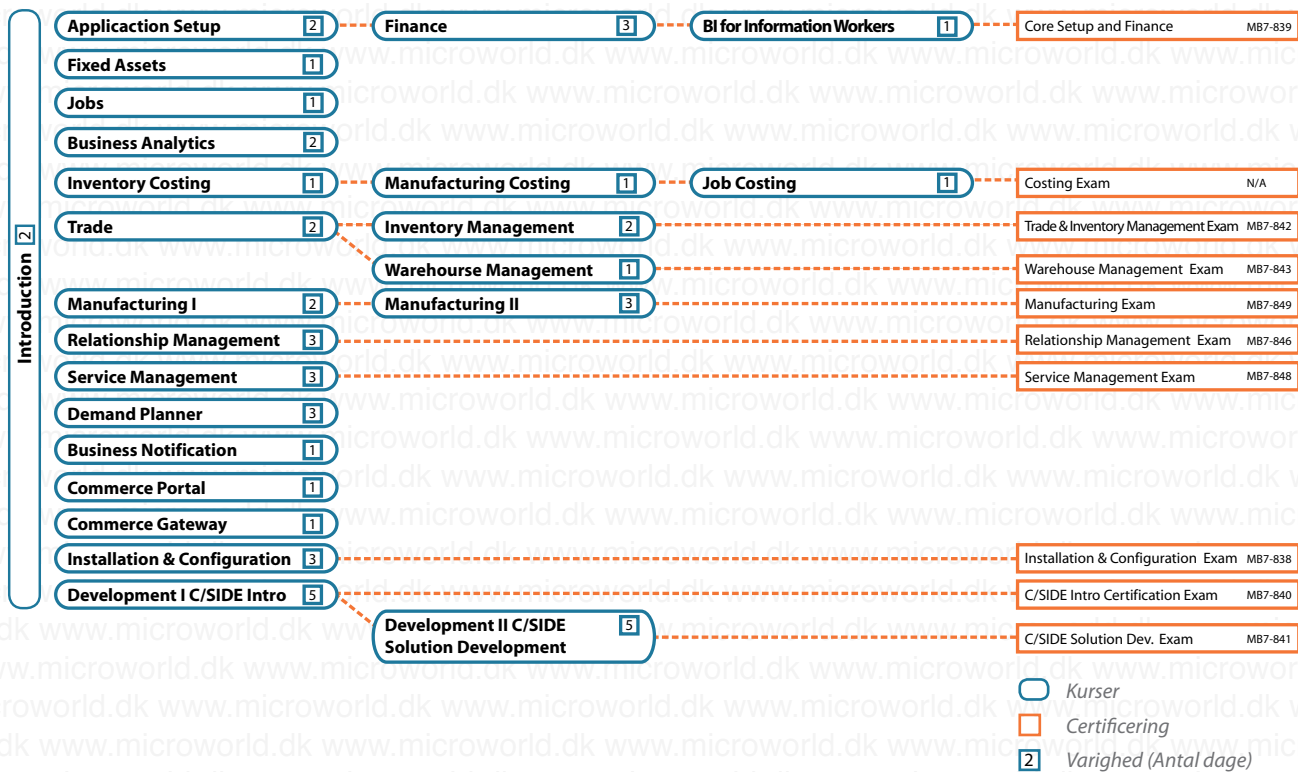 Introduction 2
Applicaction Setup 2 Finance 3 BI for Information Workers 1 Core Setup and Finance MB7-839
Fixed Assets 1
Jobs 1
Business Analytics 2
Inventory Costing 1 Manufacturing Costing 1 Job Costing 1 Costing Exam N/A
Trade 2 Inventory Management 2 Trade & Inventory Management Exam MB7-842
Warehourse Management 1 Warehouse Management Exam MB7-843
Manufacturing I 2 Manufacturing II 3 Manufacturing Exam MB7-849
Relationship Management 3 Relationship Management Exam MB7-846
Service Management 3 Service Management Exam MB7-848
Demand Planner 3
Business Notification 1
Commerce Portal 1
Commerce Gateway 1
Installation & Configuration 3 Installation & Configuration Exam MB7-838
Development I C/SIDE Intro 5 C/SIDE Intro Certification Exam MB7-840
Development II C/SIDE 5
Solution Development
C/SIDE Solution Dev. Exam MB7-841
Kurser
Certificering
2 Varighed (Antal dage)